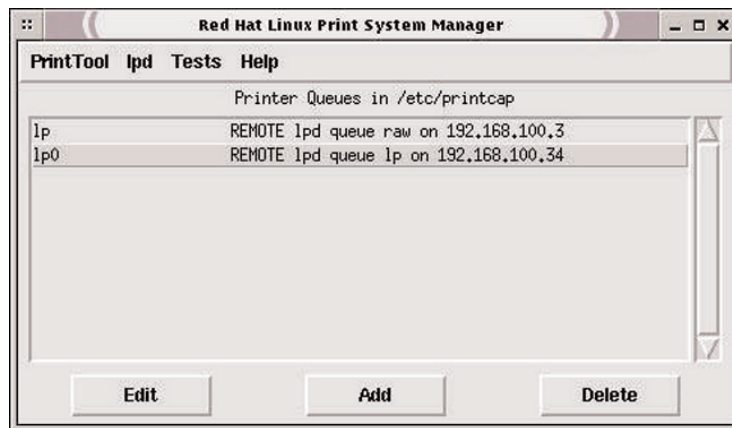 Red Hat Linux Print System Manager
PrintTool lpd Tests Help
Printer Queues in /etc/printcap
lp REMOTE lpd queue raw on 192.168.100.3
lp0 REMOTE lpd queue lp on 192.168.100.34
Edit Add Delete